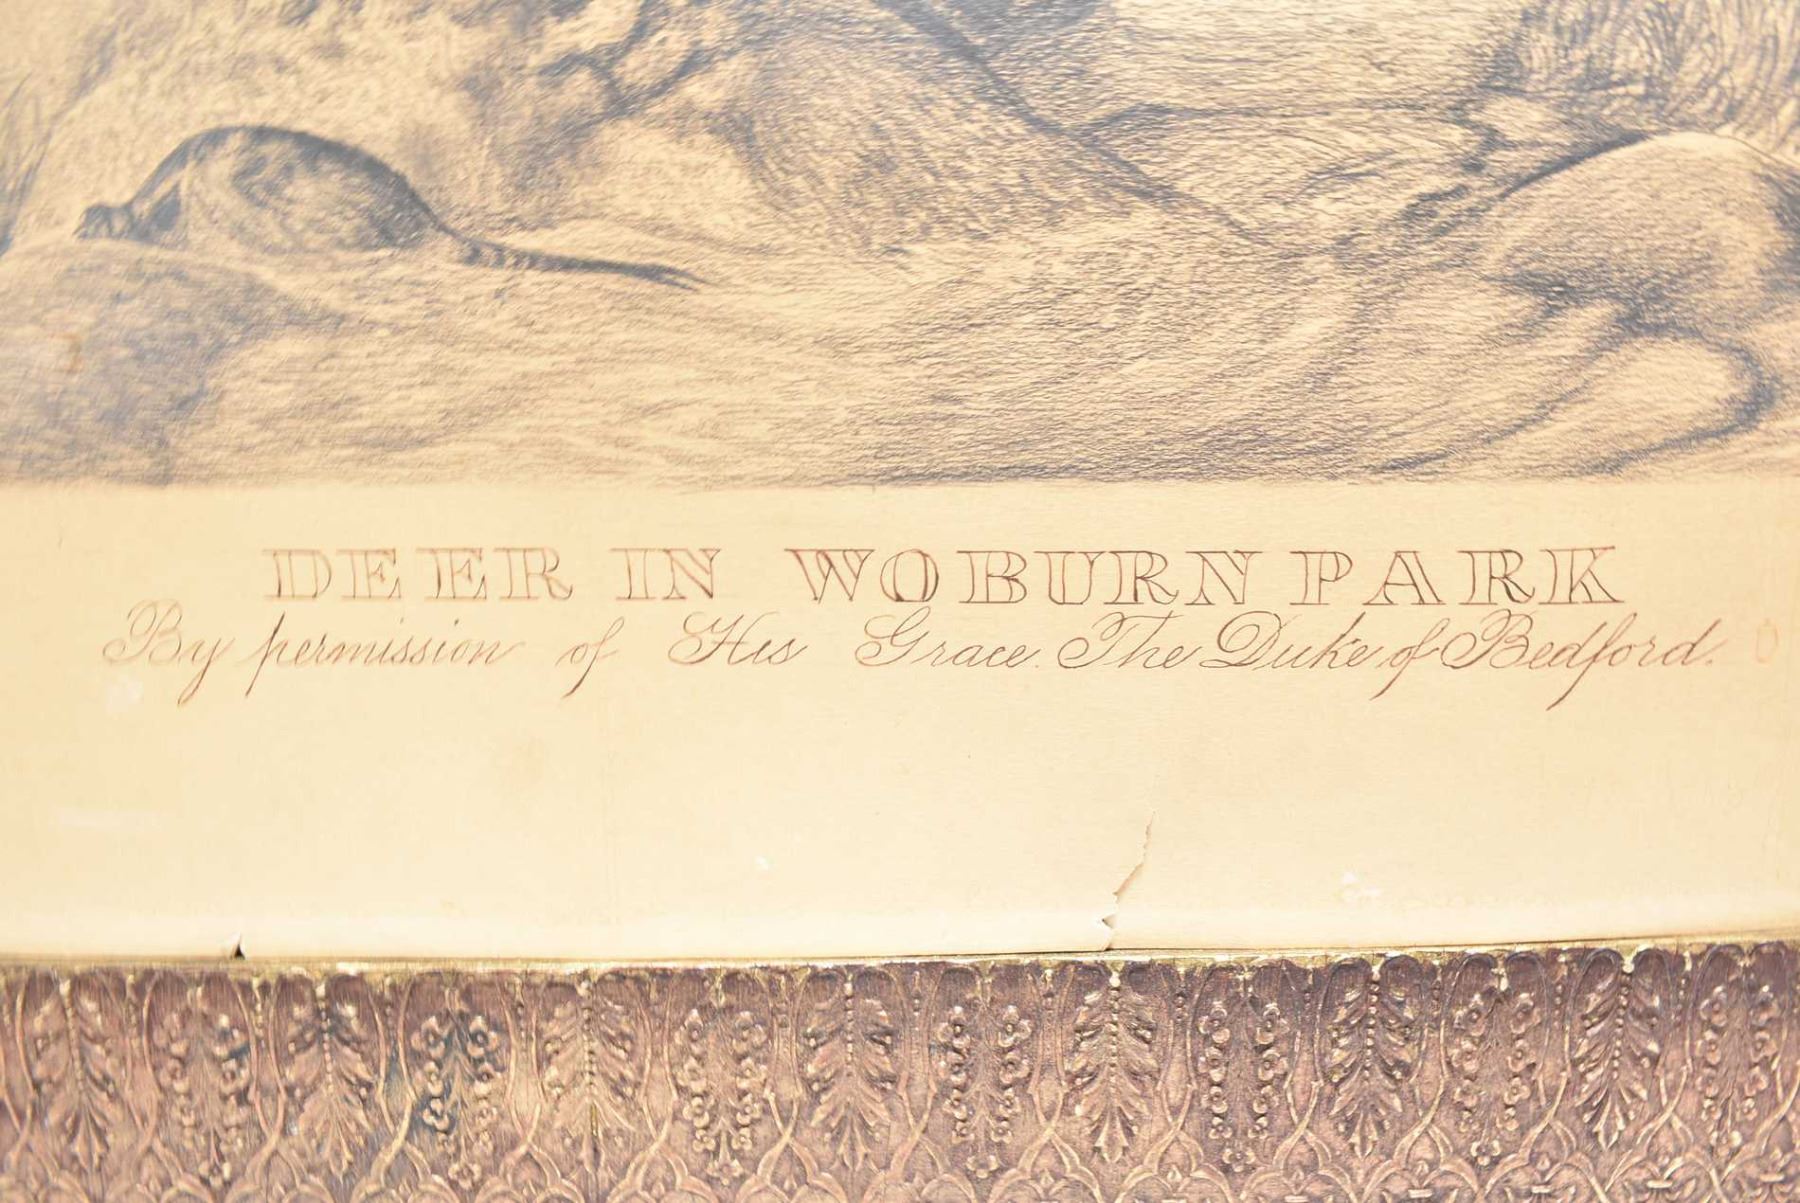 DEER IN WOBURN PARK
By permission of His Grace. The Duke of Bedford.